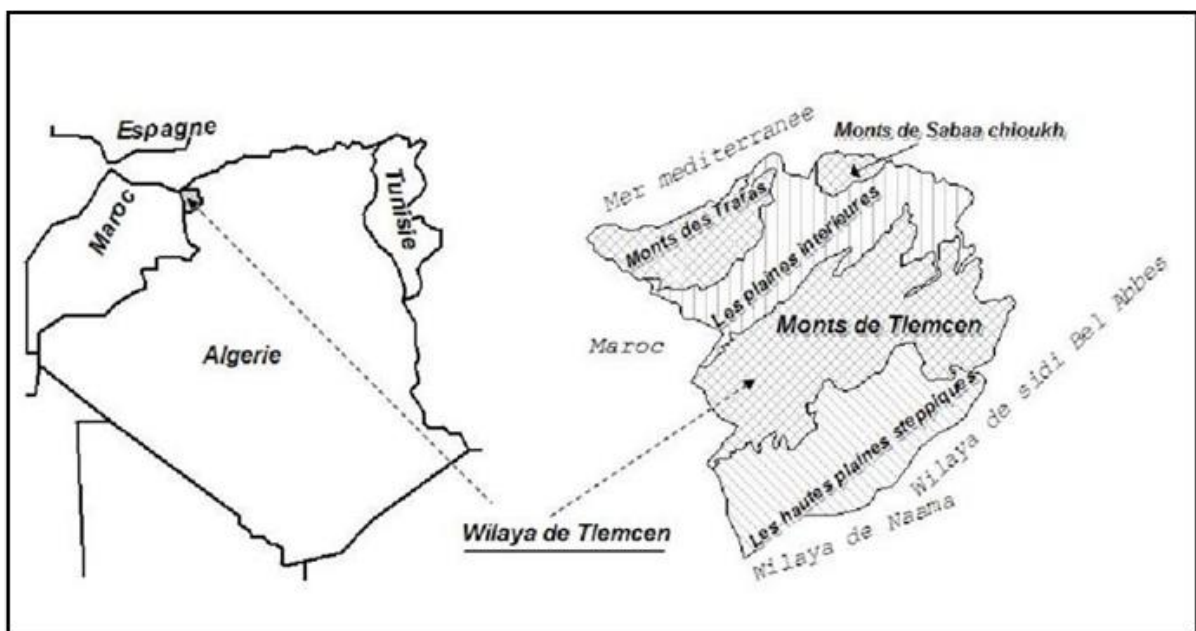 Espagne
Maroc
Tunisie
Algerie
Wilaya de Tlemcen
Mer mediterranee
Monts de Sabaa chioukh
Monts des Traras
Les plaines interieures
Maroc
Monts de Tlemcen
Les hautes plaines steppiques
Wilaya de sidi Bel Abbes
Wilaya de Naama